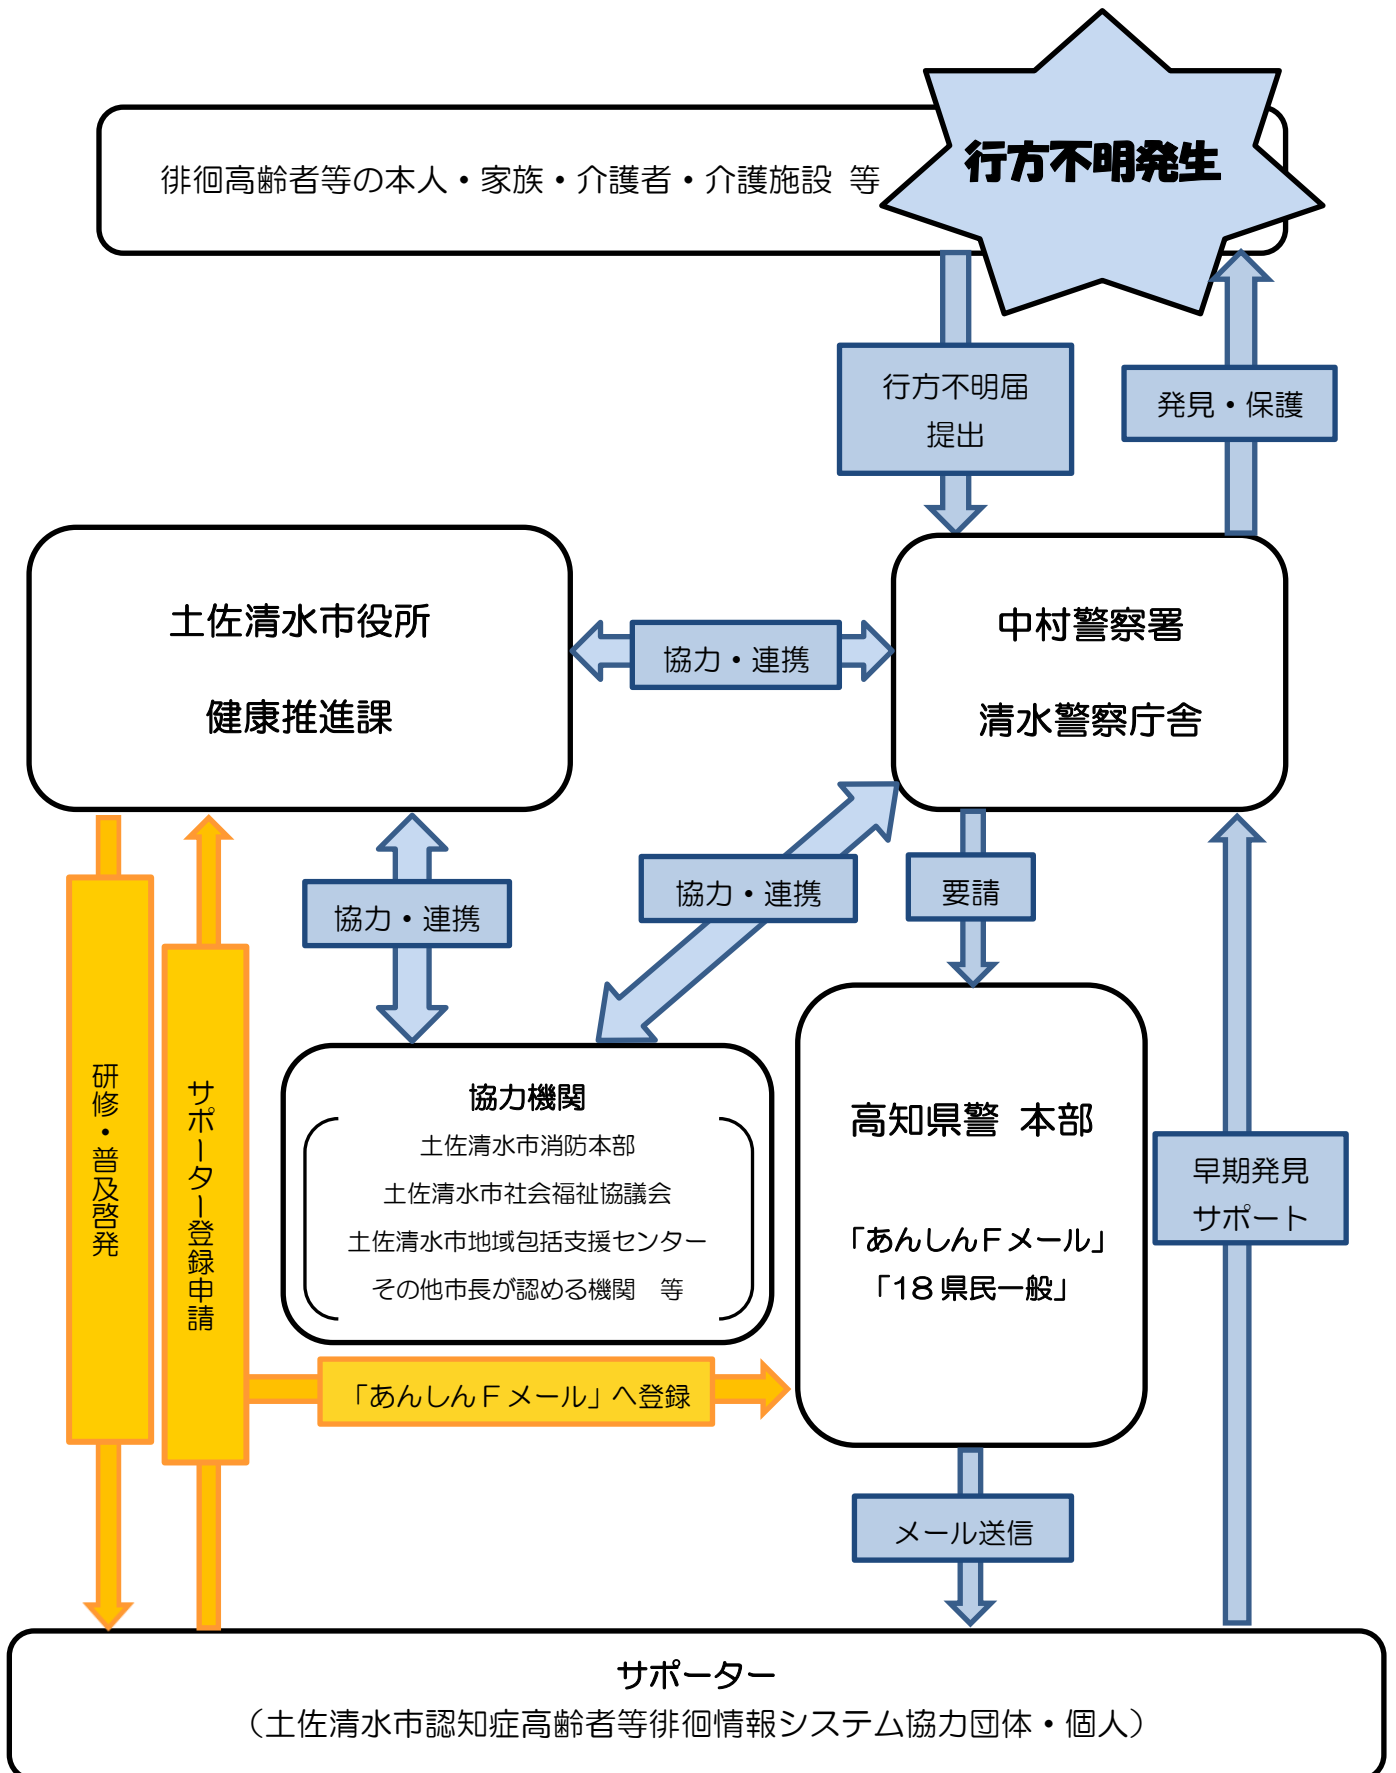 行方不明発生
徘徊高齢者等の本人・家族・介護者・介護施設 等
行方不明届
提出
発見・保護
土佐清水市役所
健康推進課
協力・連携
中村警察署
清水警察庁舎
協力・連携
協力・連携
要請
研修・普及啓発
サポーター登録申請
協力機関
土佐清水市消防本部
土佐清水市社会福祉協議会
土佐清水市地域包括支援センター
その他市長が認める機関　等
高知県警 本部
「あんしんFメール」
「18県民一般」
早期発見
サポート
「あんしんFメール」へ登録
メール送信
サポーター
（土佐清水市認知症高齢者等徘徊情報システム協力団体・個人）